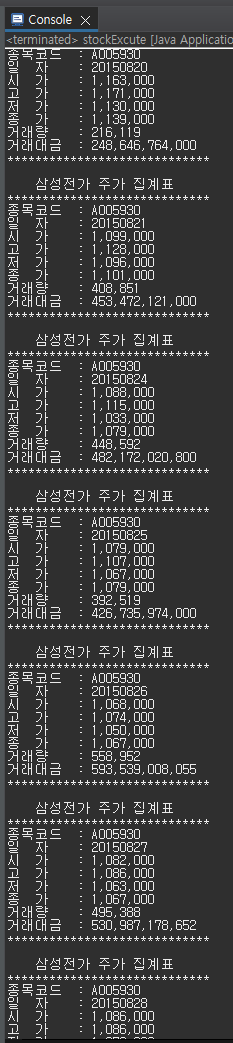 Console
<terminated> stockExcute [Java Application
종목코드 : A005930
일 자 : 20150820
시 가 : 1,163,000
고 가 : 1,171,000
저 가 : 1,130,000
종 가 : 1,139,000
거래량 : 216,119
거래대금 : 248,646,764,000
*****************************
삼성전가 주가 집계표
*****************************
종목코드 : A005930
일 자 : 20150821
시 가 : 1,099,000
고 가 : 1,128,000
저 가 : 1,096,000
종 가 : 1,101,000
거래량 : 408,851
거래대금 : 453,472,121,000
*****************************
삼성전가 주가 집계표
*****************************
종목코드 : A005930
일 자 : 20150824
시 가 : 1,088,000
고 가 : 1,115,000
저 가 : 1,033,000
종 가 : 1,079,000
거래량 : 448,592
거래대금 : 482,172,020,800
*****************************
삼성전가 주가 집계표
*****************************
종목코드 : A005930
일 자 : 20150825
시 가 : 1,079,000
고 가 : 1,107,000
저 가 : 1,067,000
종 가 : 1,079,000
거래량 : 392,519
거래대금 : 426,735,974,000
*****************************
삼성전가 주가 집계표
*****************************
종목코드 : A005930
일 자 : 20150826
시 가 : 1,068,000
고 가 : 1,074,000
저 가 : 1,050,000
종 가 : 1,067,000
거래량 : 558,952
거래대금 : 593,539,008,055
*****************************
삼성전가 주가 집계표
*****************************
종목코드 : A005930
일 자 : 20150827
시 가 : 1,082,000
고 가 : 1,086,000
저 가 : 1,063,000
종 가 : 1,067,000
거래량 : 495,388
거래대금 : 530,987,178,652
*****************************
삼성전가 주가 집계표
*****************************
종목코드 : A005930
일 자 : 20150828
시 가 : 1,086,000
고 가 : 1,086,000